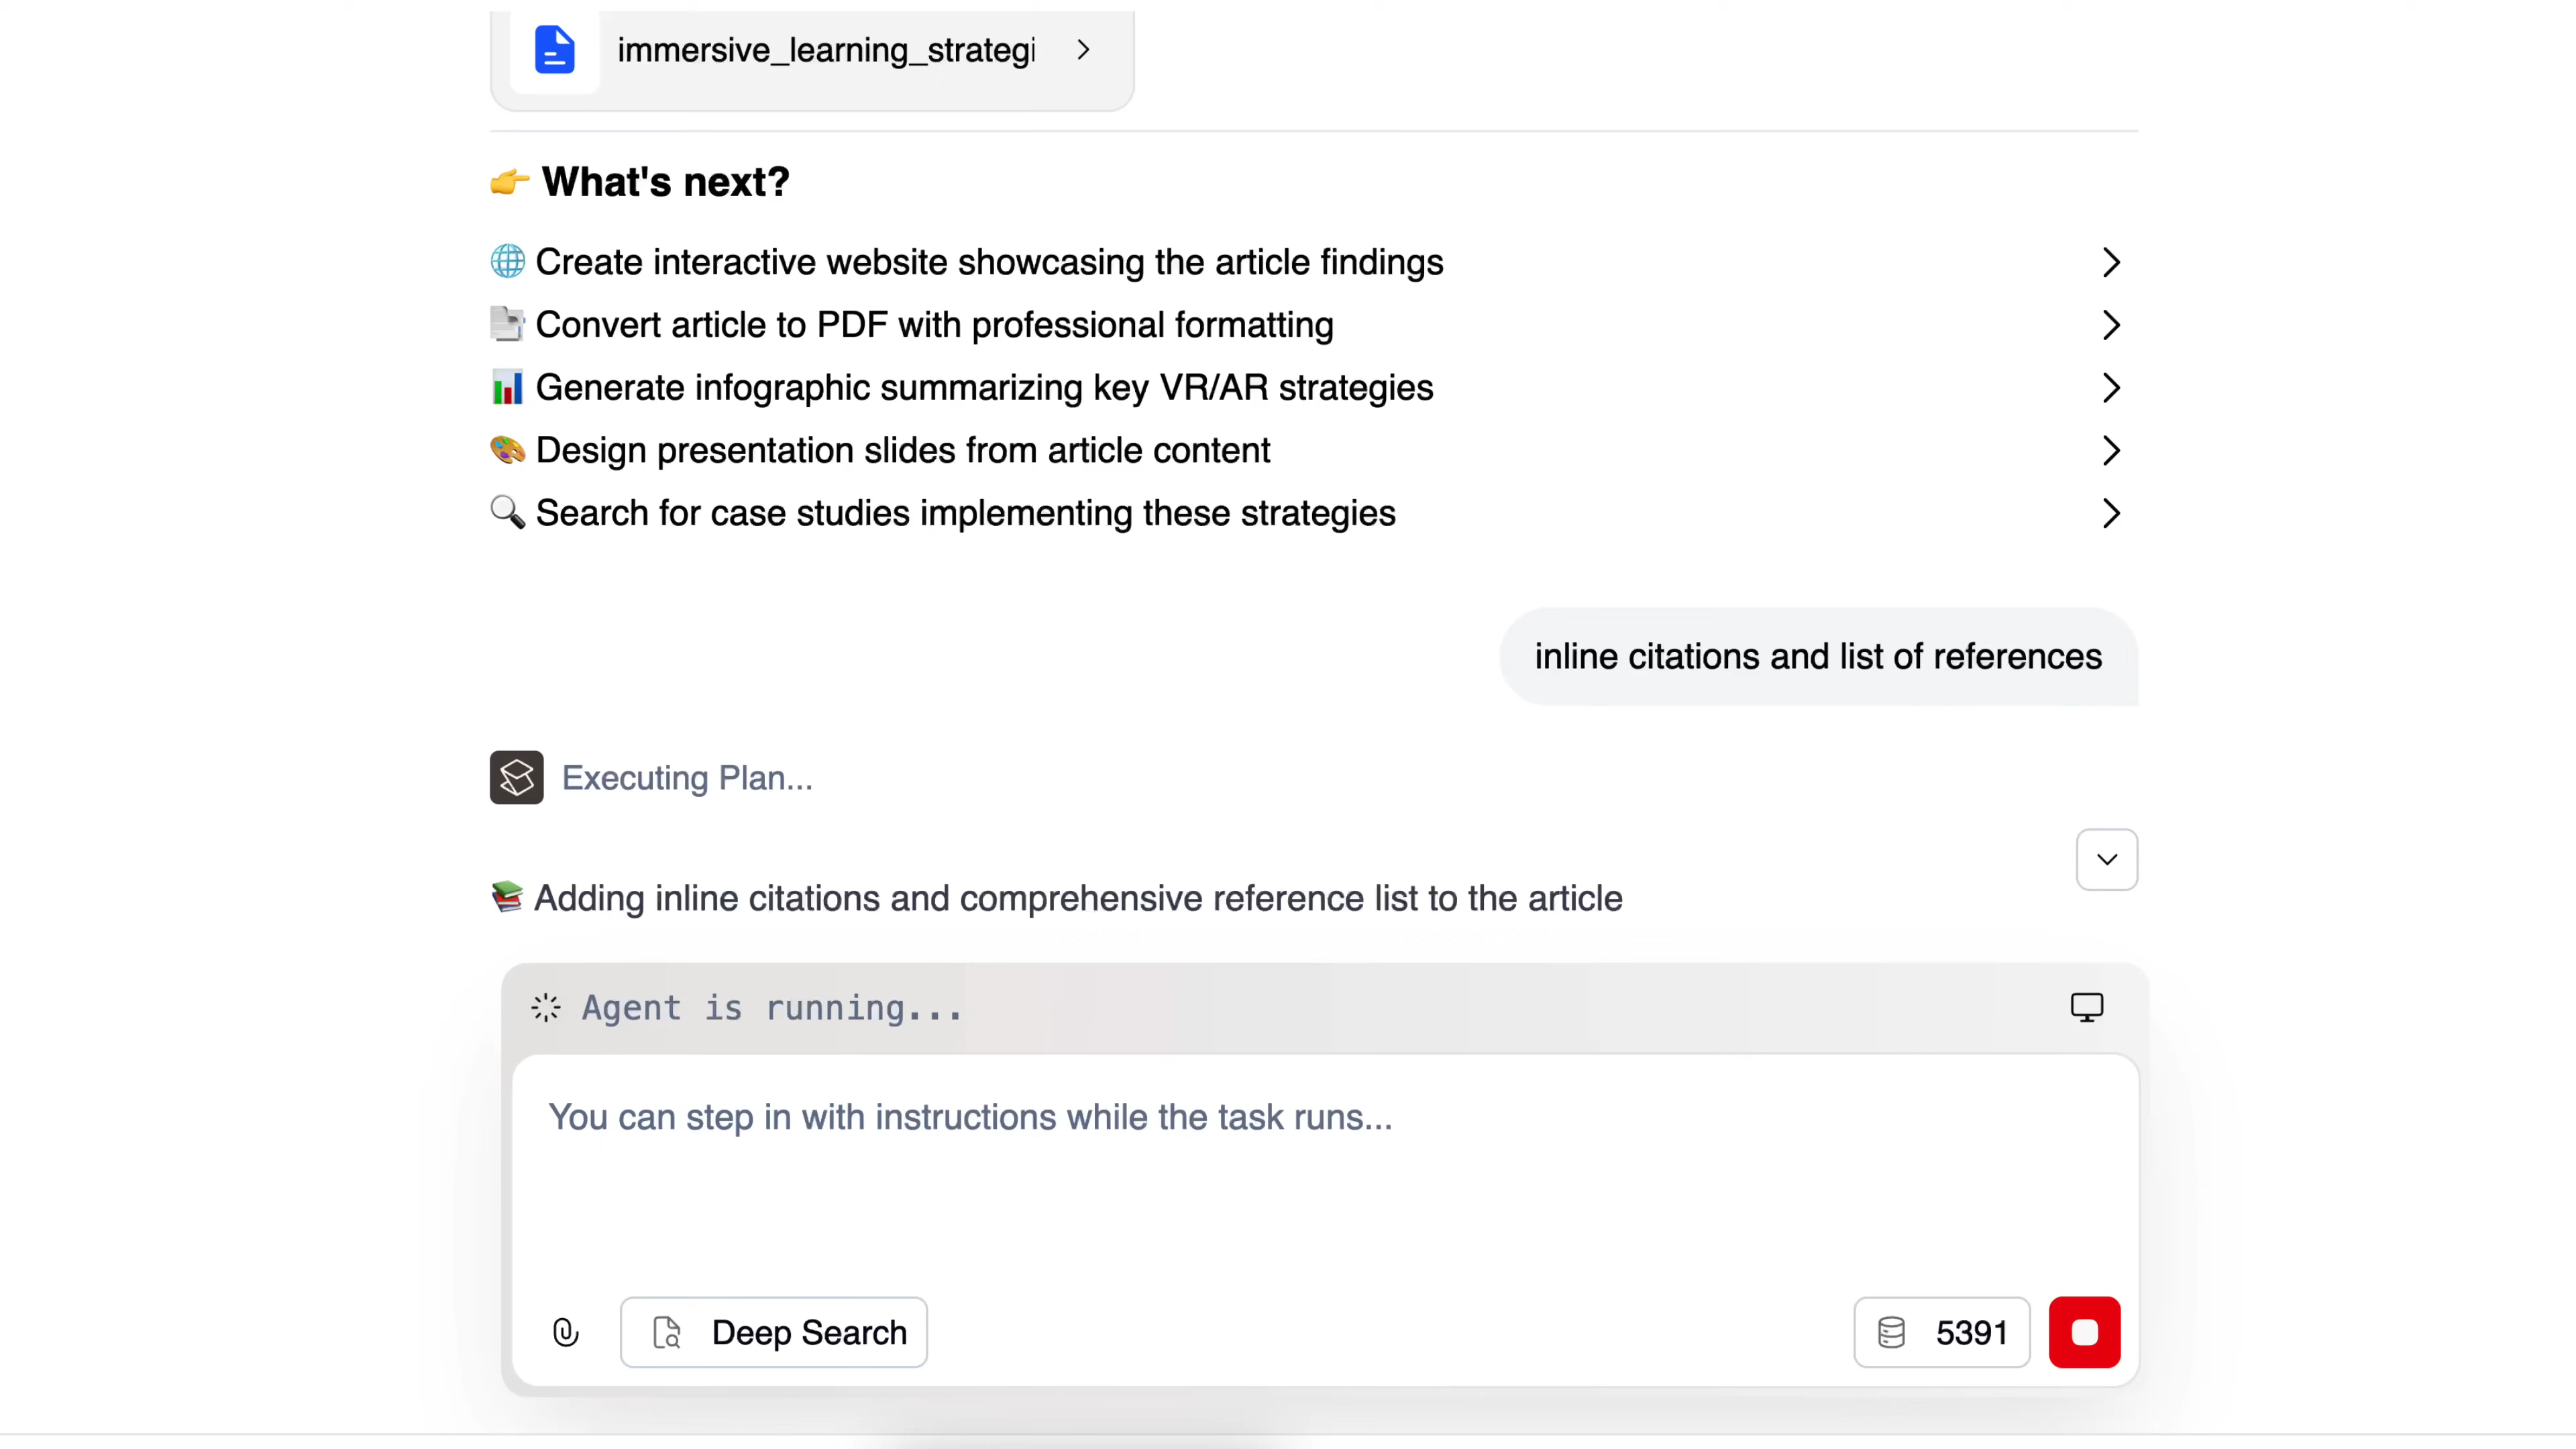 immersive_learning_strategi
What's next?
Create interactive website showcasing the article findings
Convert article to PDF with professional formatting
Generate infographic summarizing key VR/AR strategies
Design presentation slides from article content
Search for case studies implementing these strategies
inline citations and list of references
Executing Plan...
Adding inline citations and comprehensive reference list to the article
Agent is running...
You can step in with instructions while the task runs...
Deep Search
5391